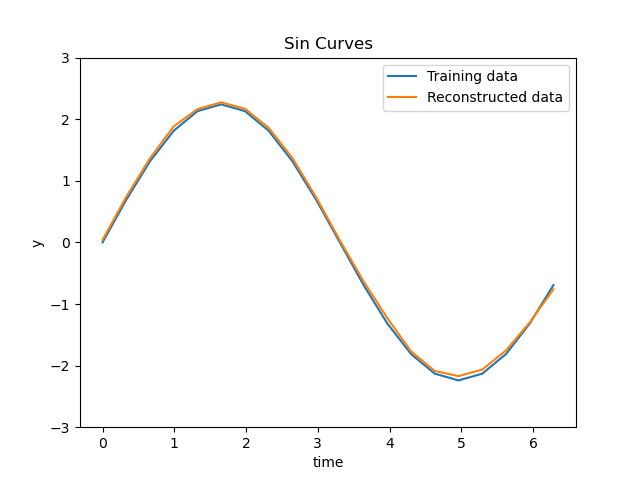 Sin Curves
Training data
Reconstructed data
3
2
1
0
−1
−2
−3
y
0 1 2 3 4 5 6
time